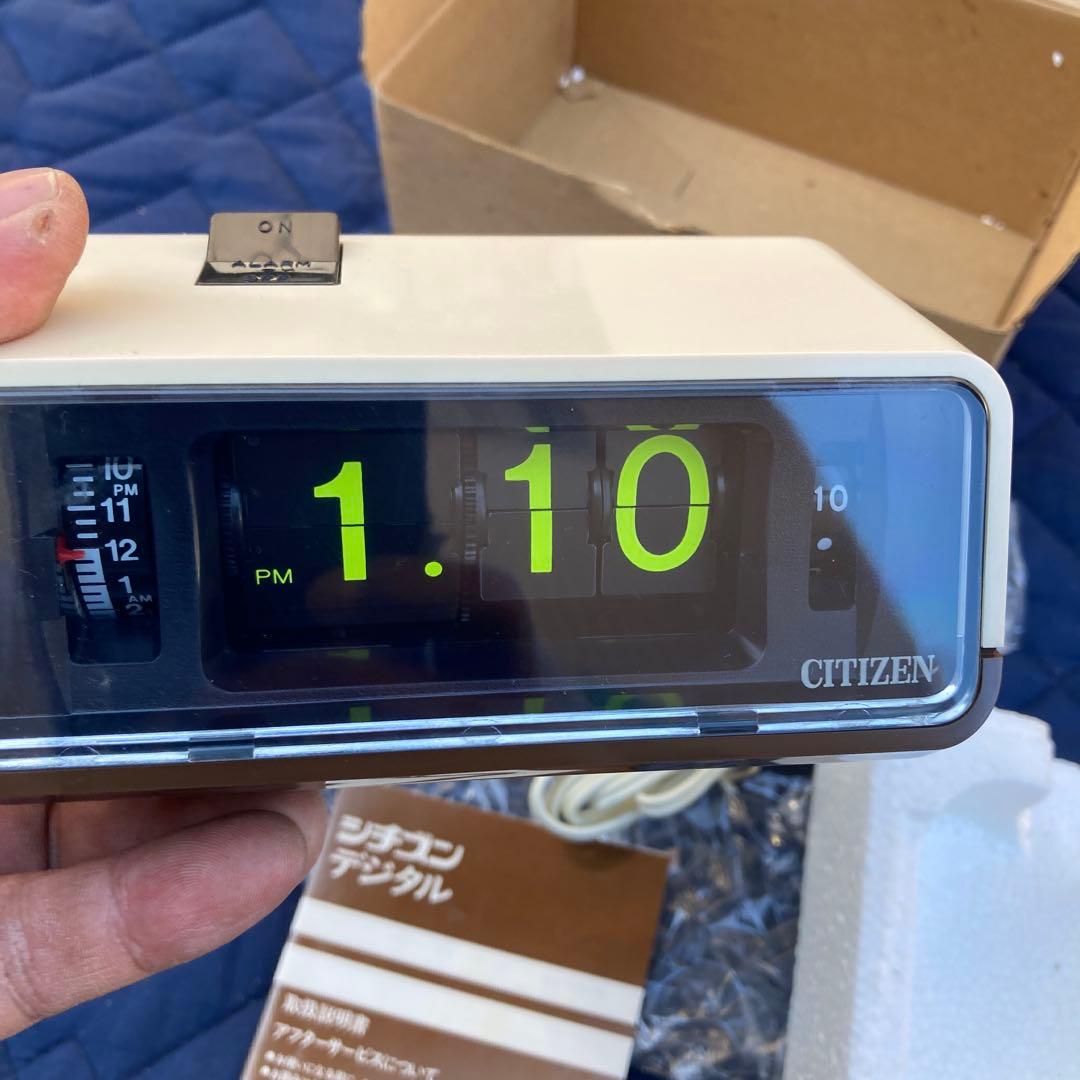 ON
ALARM
OFF
10
PM
11
12
1
AM
2
PM 1.10
10
CITIZEN
シチズン
デジタル
取扱説明書
アフターサービスについて